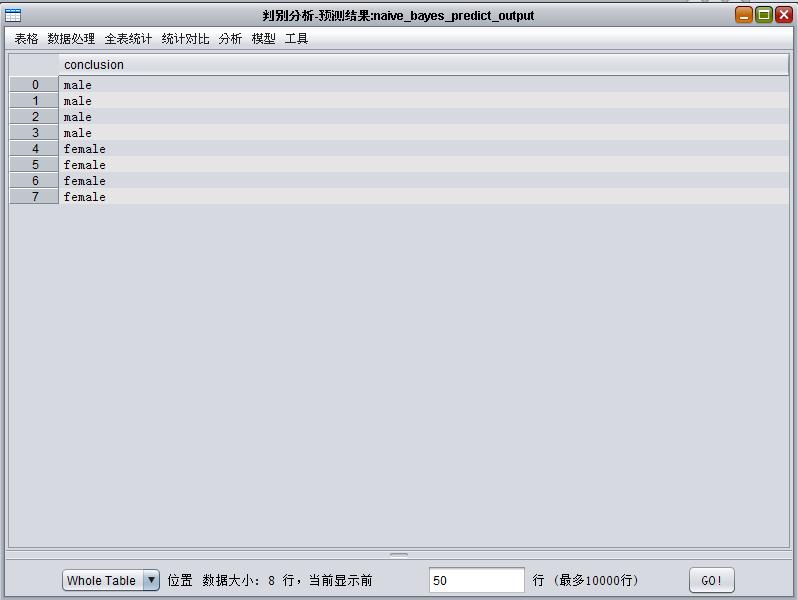 判别分析-预测结果:naive_bayes_predict_output
表格 数据处理 全表统计 统计对比 分析 模型 工具
conclusion
0 male
1 male
2 male
3 male
4 female
5 female
6 female
7 female
Whole Table 位置 数据大小: 8 行，当前显示前 50 行 (最多10000行) GO!